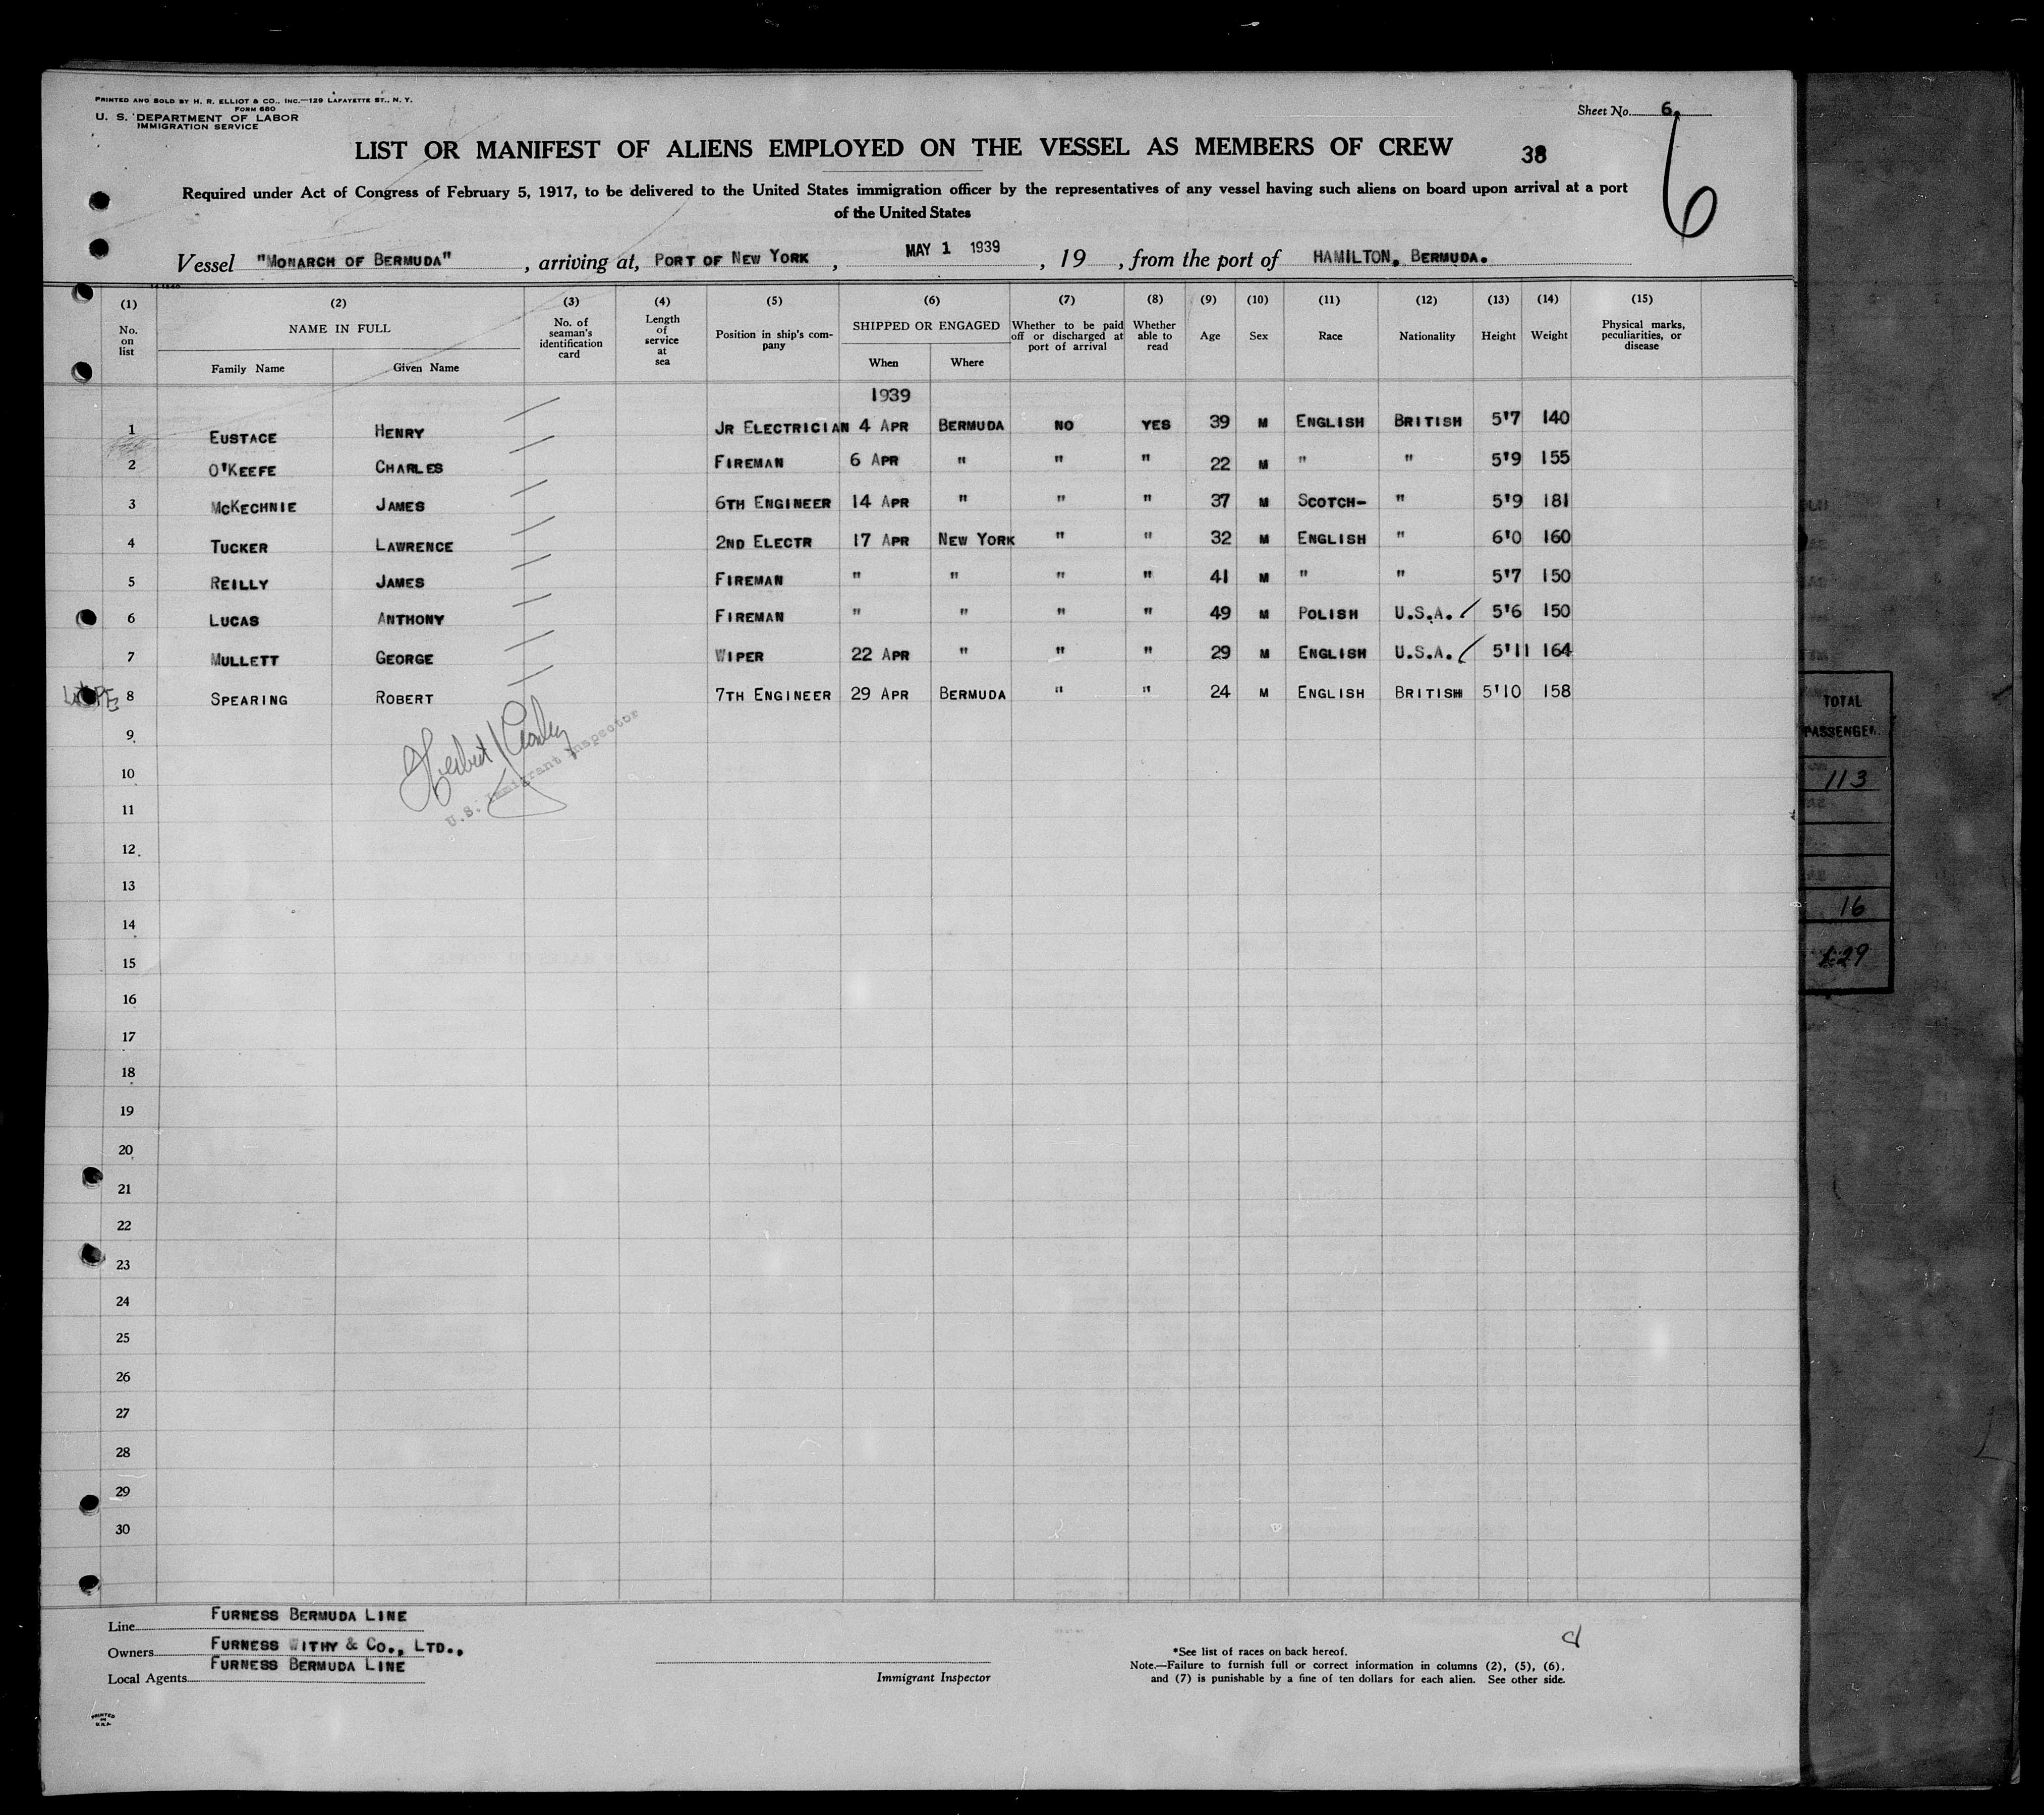 PRINTED AND SOLD BY H. R. ELLIOT & CO., INC.—129 LAFAYETTE ST., N. Y.
FORM 680
U. S. DEPARTMENT OF LABOR
IMMIGRATION SERVICE
Sheet No. 6.
6
LIST OR MANIFEST OF ALIENS EMPLOYED ON THE VESSEL AS MEMBERS OF CREW 38
Required under Act of Congress of February 5, 1917, to be delivered to the United States immigration officer by the representatives of any vessel having such aliens on board upon arrival at a port
of the United States
Vessel "MONARCH OF BERMUDA", arriving at, PORT OF NEW YORK, MAY 1 1939, 19 , from the port of HAMILTON, BERMUDA.
(1) (2) (3) (4) (5) (6) (7) (8) (9) (10) (11) (12) (13) (14) (15)
No. on list
NAME IN FULL
Family Name Given Name
No. of seaman's identification card
Length of service at sea
Position in ship's company
SHIPPED OR ENGAGED
When Where
Whether to be paid off or discharged at port of arrival
Whether able to read
Age Sex Race Nationality Height Weight
Physical marks, peculiarities, or disease
1939
1 EUSTACE HENRY JR ELECTRICIAN 4 APR BERMUDA NO YES 39 M ENGLISH BRITISH 5'7 140
2 O'KEEFE CHARLES FIREMAN 6 APR " " " 22 M " " 5'9 155
3 MCKECHNIE JAMES 6TH ENGINEER 14 APR " " " 37 M SCOTCH- " 5'9 181
4 TUCKER LAWRENCE 2ND ELECTR 17 APR NEW YORK " " 32 M ENGLISH " 6'0 160
5 REILLY JAMES FIREMAN " " " " 41 M " " 5'7 150
6 LUCAS ANTHONY FIREMAN " " " " 49 M POLISH U.S.A. 5'6 150
7 MULLETT GEORGE WIPER 22 APR " " " 29 M ENGLISH U.S.A. 5'11 164
8 SPEARING ROBERT 7TH ENGINEER 29 APR BERMUDA " " 24 M ENGLISH BRITISH 5'10 158
9
10
U.S. Immigrant Inspector
11
12
13
14
15
16
17
18
19
20
21
22
23
24
25
26
27
28
29
30
TOTAL
PASSENGER
113
16
129
Line FURNESS BERMUDA LINE
Owners FURNESS WITHY & CO., LTD.,
Local Agents FURNESS BERMUDA LINE
Immigrant Inspector
*See list of races on back hereof.
Note.—Failure to furnish full or correct information in columns (2), (5), (6),
and (7) is punishable by a fine of ten dollars for each alien. See other side.
PRINTED
IN
U.S.A.